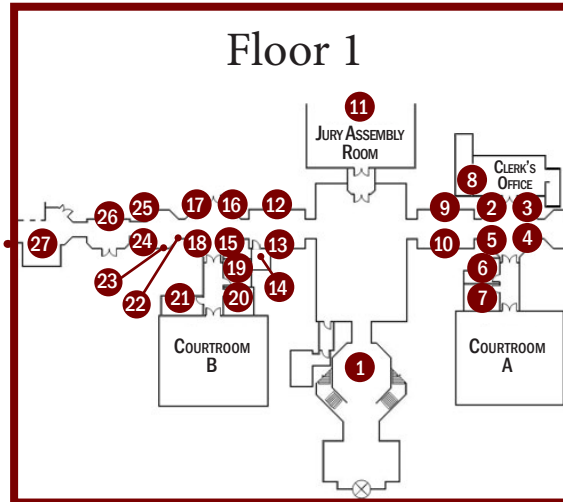 Floor 1
11
JURY ASSEMBLY
ROOM
CLERK'S
OFFICE
8
26 25 17 16 12 9 2 3
27 24 18 15 13 10 5 4
23 22 19 14 6
21 20 7
COURTROOM
B
1
COURTROOM
A